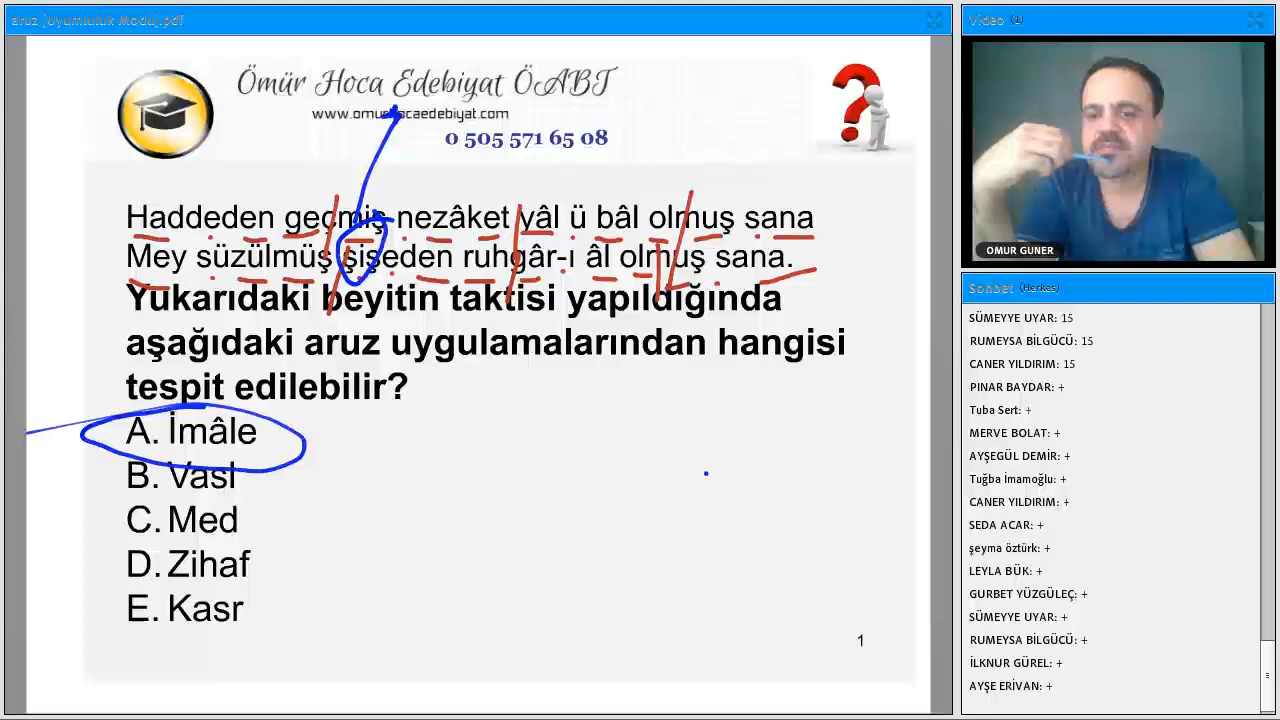 aruz [Uyumluluk Modu].pdf
Ömür Hoca Edebiyat ÖABT
www.omurhocaedebiyat.com
0 505 571 65 08
Haddeden geçmiş nezâket yâl ü bâl olmuş sana
Mey süzülmüş şişeden ruhgâr-ı âl olmuş sana.
Yukarıdaki beyitin taktisi yapıldığında
aşağıdaki aruz uygulamalarından hangisi
tespit edilebilir?
A. İmâle
B. Vasl
C. Med
D. Zihaf
E. Kasr
1
Video (1)
OMUR GUNER
Sohbet (Herkes)
SÜMEYYE UYAR: 15
RUMEYSA BİLGÜCÜ: 15
CANER YILDIRIM: 15
PINAR BAYDAR: +
Tuba Sert: +
MERVE BOLAT: +
AYŞEGÜL DEMİR: +
Tuğba İmamoğlu: +
CANER YILDIRIM: +
SEDA ACAR: +
şeyma öztürk: +
LEYLA BÜK: +
GURBET YÜZGÜLEÇ: +
SÜMEYYE UYAR: +
RUMEYSA BİLGÜCÜ: +
İLKNUR GÜREL: +
AYŞE ERİVAN: +